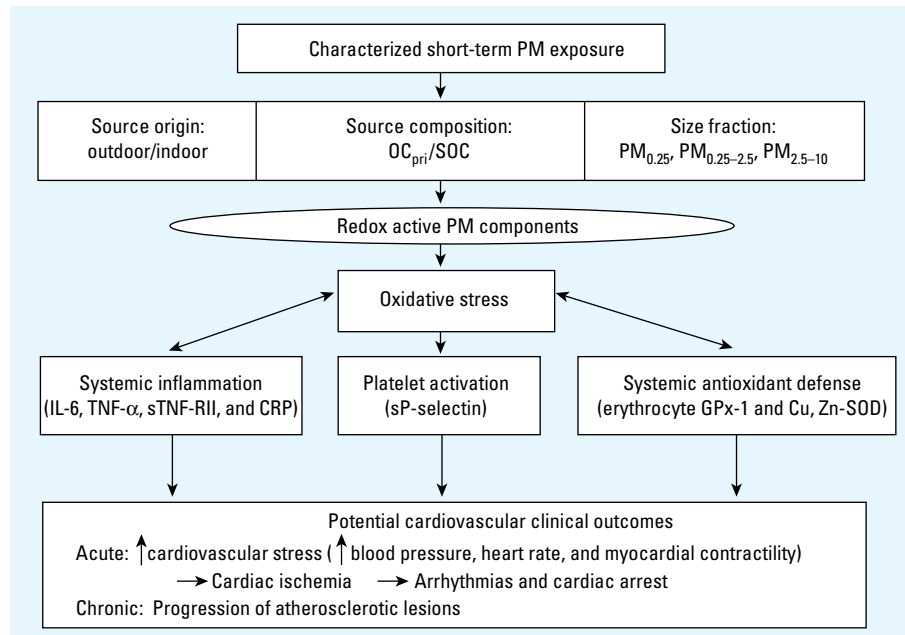 Characterized short-term PM exposure
Source origin:
outdoor/indoor
Source composition:
OCpri/SOC
Size fraction:
PM0.25, PM0.25–2.5, PM2.5–10
Redox active PM components
Oxidative stress
Systemic inflammation
(IL-6, TNF-α, sTNF-RII, and CRP)
Platelet activation
(sP-selectin)
Systemic antioxidant defense
(erythrocyte GPx-1 and Cu, Zn-SOD)
Potential cardiovascular clinical outcomes
Acute: ↑cardiovascular stress (↑blood pressure, heart rate, and myocardial contractility)
→ Cardiac ischemia → Arrhythmias and cardiac arrest
Chronic: Progression of atherosclerotic lesions